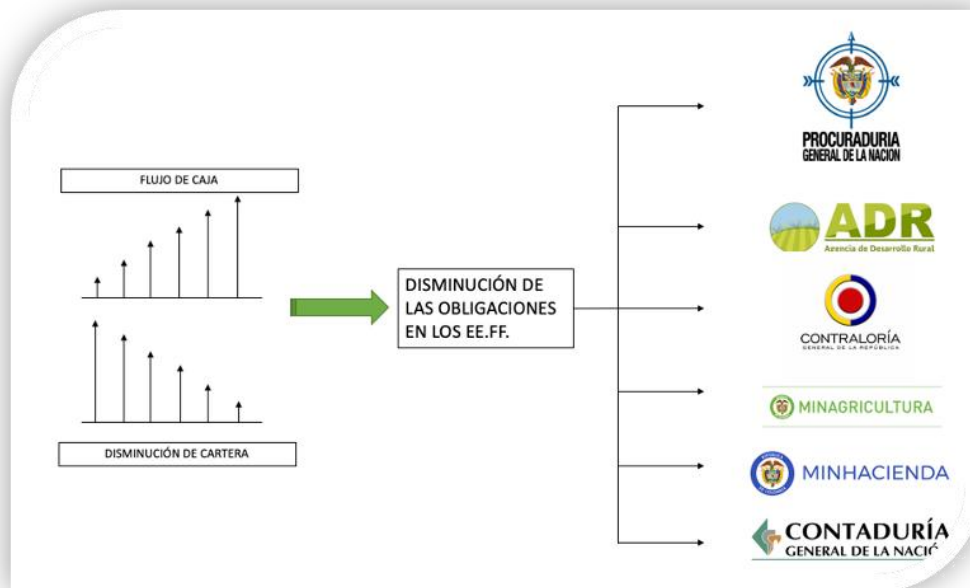 FLUJO DE CAJA
DISMINUCIÓN DE CARTERA
DISMINUCIÓN DE
LAS OBLIGACIONES
EN LOS EE.FF.
PROCURADURIA
GENERAL DE LA NACION
ADR
Agencia de Desarrollo Rural
CONTRALORÍA
GENERAL DE LA REPÚBLICA
MINAGRICULTURA
MINHACIENDA
CONTADURÍA
GENERAL DE LA NACIÓ